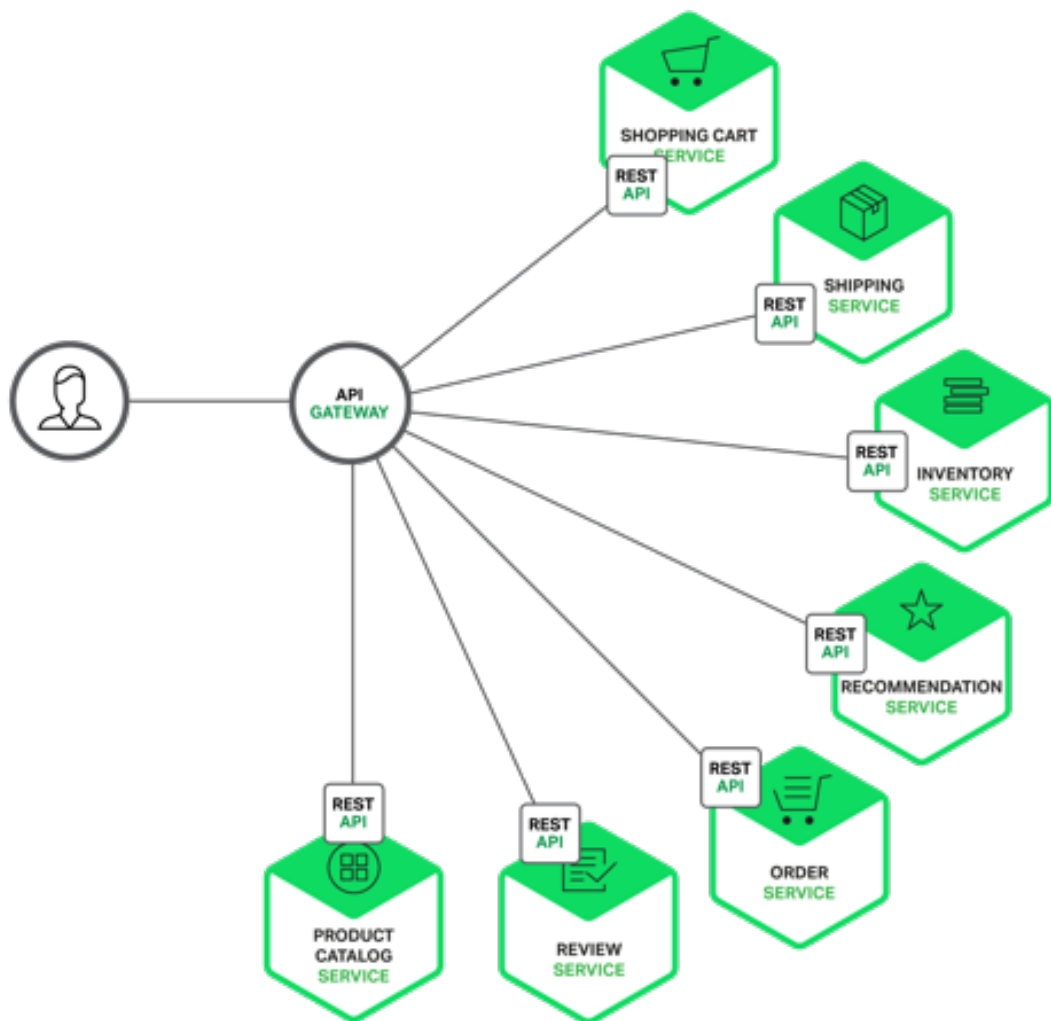 SHOPPING CART
SERVICE
REST
API
SHIPPING
SERVICE
REST
API
API
GATEWAY
REST
API
INVENTORY
SERVICE
REST
API
RECOMMENDATION
SERVICE
REST
API
ORDER
SERVICE
REST
API
REVIEW
SERVICE
REST
API
PRODUCT
CATALOG
SERVICE